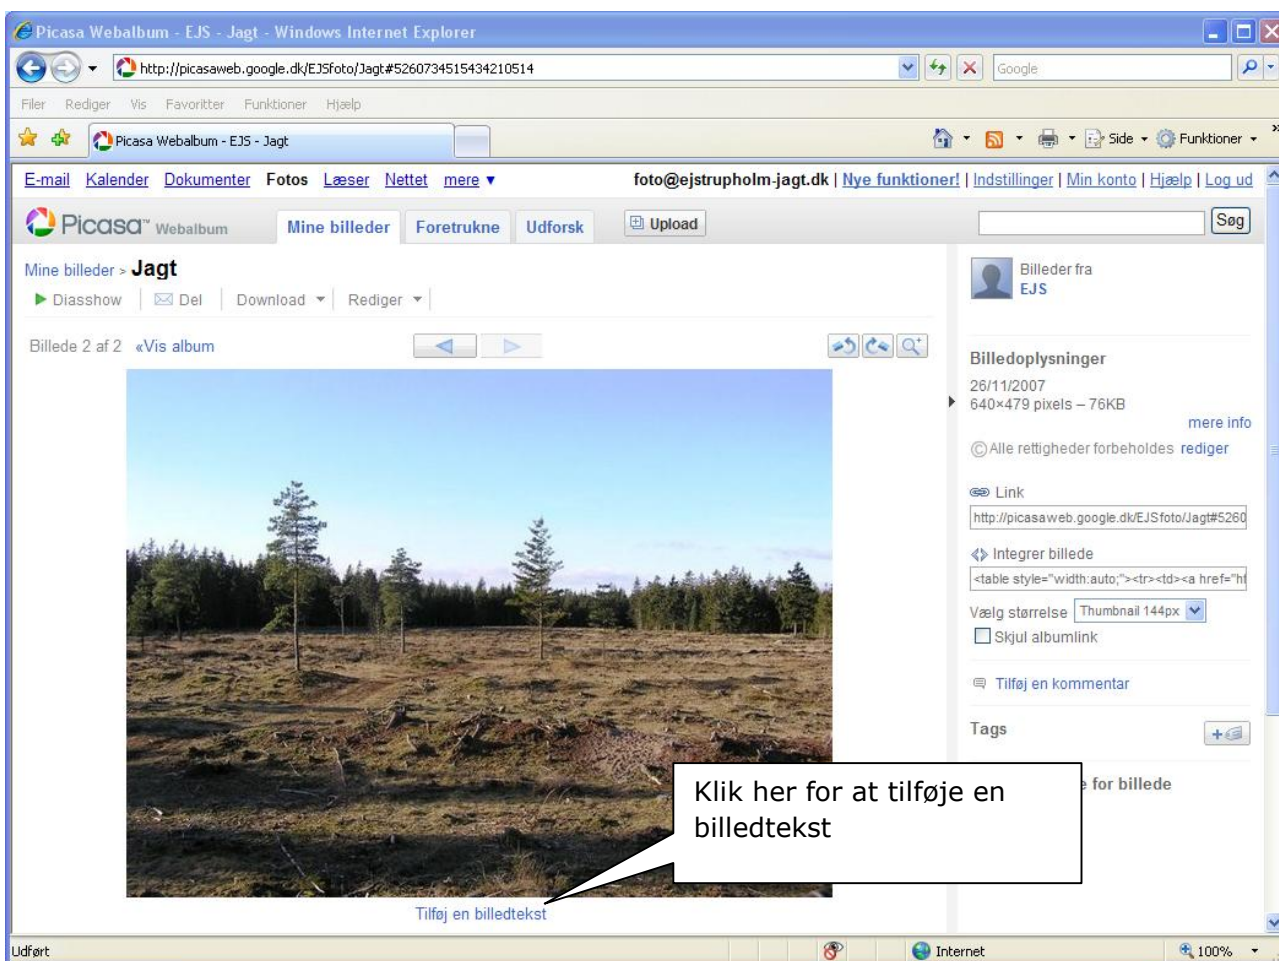 Picasa Webalbum - EJS - Jagt - Windows Internet Explorer
http://picasaweb.google.dk/EJSfoto/Jagt#5260734515434210514
Google
Filer Rediger Vis Favoritter Funktioner Hjælp
Picasa Webalbum - EJS - Jagt
Side Funktioner
E-mail Kalender Dokumenter Fotos Læser Nettet mere ▼ foto@ejstrupholm-jagt.dk | Nye funktioner! | Indstillinger | Min konto | Hjælp | Log ud
Picasa™ Webalbum Mine billeder Foretrukne Udforsk Upload Søg
Mine billeder > Jagt
Diasshow Del Download Rediger
Billede 2 af 2 «Vis album
Billeder fra
EJS
Billedoplysninger
26/11/2007
640×479 pixels – 76KB
mere info
© Alle rettigheder forbeholdes rediger
Link
http://picasaweb.google.dk/EJSfoto/Jagt#5260
Integrer billede
<table style="width:auto;"><tr><td><a href="ht
Vælg størrelse Thumbnail 144px
Skjul albumlink
Tilføj en kommentar
Tags
for billede
Klik her for at tilføje en
billedtekst
Tilføj en billedtekst
Udført Internet 100%